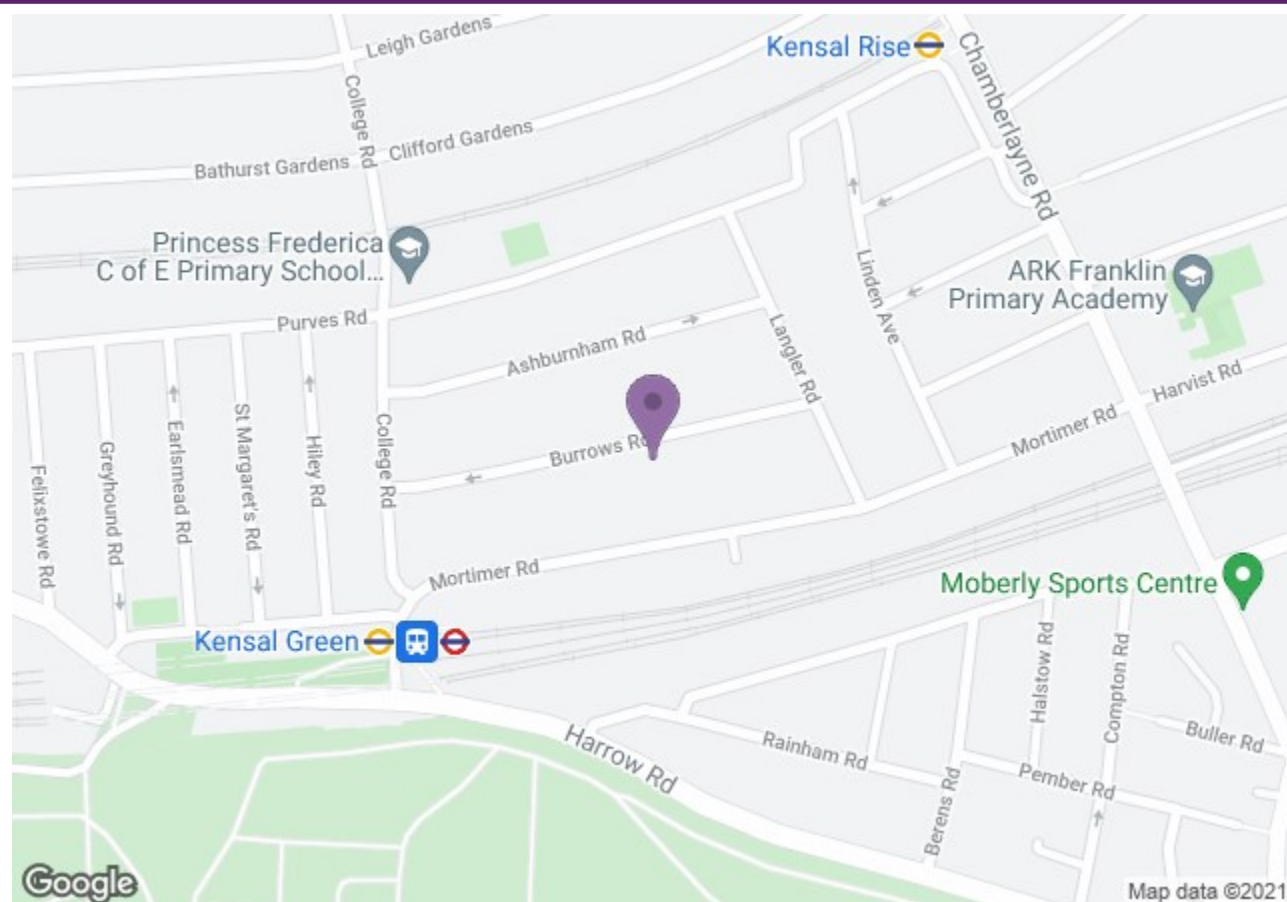 Leigh Gardens
Kensal Rise
Chamberlayne Rd
College Rd
Clifford Gardens
Bathurst Gardens
Princess Frederica
C of E Primary School...
Linden Ave
ARK Franklin
Primary Academy
Purves Rd
Ashburnham Rd
Langler Rd
Harvist Rd
Mortimer Rd
Burrows Rd
College Rd
Hiley Rd
St Margaret's Rd
Earlsmead Rd
Greyhound Rd
Felixstowe Rd
Mortimer Rd
Moberly Sports Centre
Kensal Green
Halstow Rd
Compton Rd
Harrow Rd
Rainham Rd
Buller Rd
Pember Rd
Berens Rd
Google
Map data ©2021